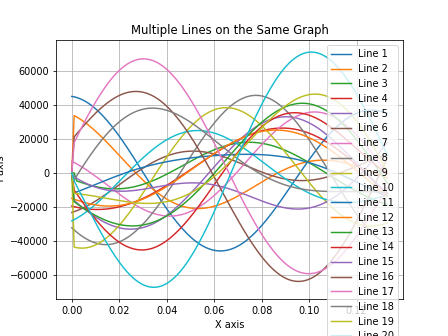 Multiple Lines on the Same Graph
60000
40000
20000
0
-20000
-40000
-60000
0.00
0.02
0.04
0.06
0.08
0.10
X axis
axis
Line 1
Line 2
Line 3
Line 4
Line 5
Line 6
Line 7
Line 8
Line 9
Line 10
Line 11
Line 12
Line 13
Line 14
Line 15
Line 16
Line 17
Line 18
Line 19
Line 20